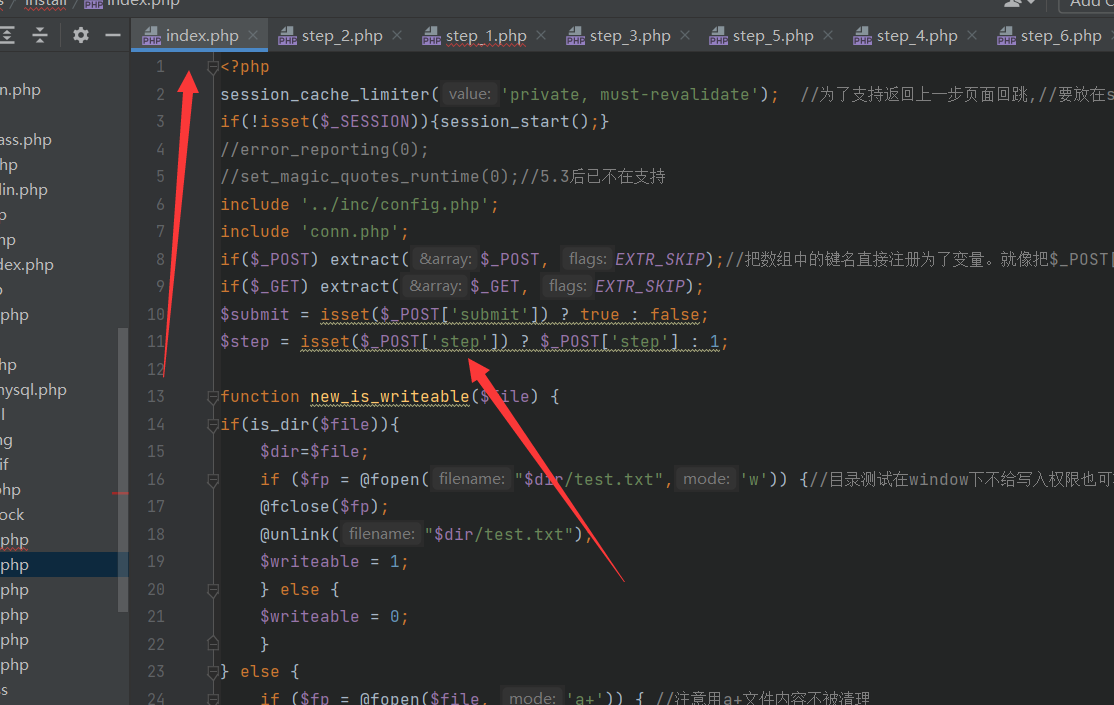 install
index.php
Add
index.php
step_2.php
step_1.php
step_3.php
step_5.php
step_4.php
step_6.php
n.php
ass.php
hp
lin.php
p
np
dex.php
php
hp
nysql.php
l
ng
if
php
ock
php
php
php
php
php
php
s
1 <?php
2 session_cache_limiter( value: 'private, must-revalidate'); //为了支持返回上一步页面回跳,//要放在s
3 if(!isset($_SESSION)){session_start();}
4 //error_reporting(0);
5 //set_magic_quotes_runtime(0);//5.3后已不在支持
6 include '../inc/config.php';
7 include 'conn.php';
8 if($_POST) extract( &array: $_POST, flags: EXTR_SKIP);//把数组中的键名直接注册为了变量。就像把$_POST[
9 if($_GET) extract( &array: $_GET, flags: EXTR_SKIP);
10 $submit = isset($_POST['submit']) ? true : false;
11 $step = isset($_POST['step']) ? $_POST['step'] : 1;
12
13 function new_is_writeable($file) {
14 if(is_dir($file)){
15 $dir=$file;
16 if ($fp = @fopen( filename: "$dir/test.txt", mode: 'w')) {//目录测试在window下不给写入权限也可
17 @fclose($fp);
18 @unlink( filename: "$dir/test.txt");
19 $writeable = 1;
20 } else {
21 $writeable = 0;
22 }
23 } else {
24 if ($fp = @fopen($file, mode: 'a+')) { //注意用a+文件内容不被清理